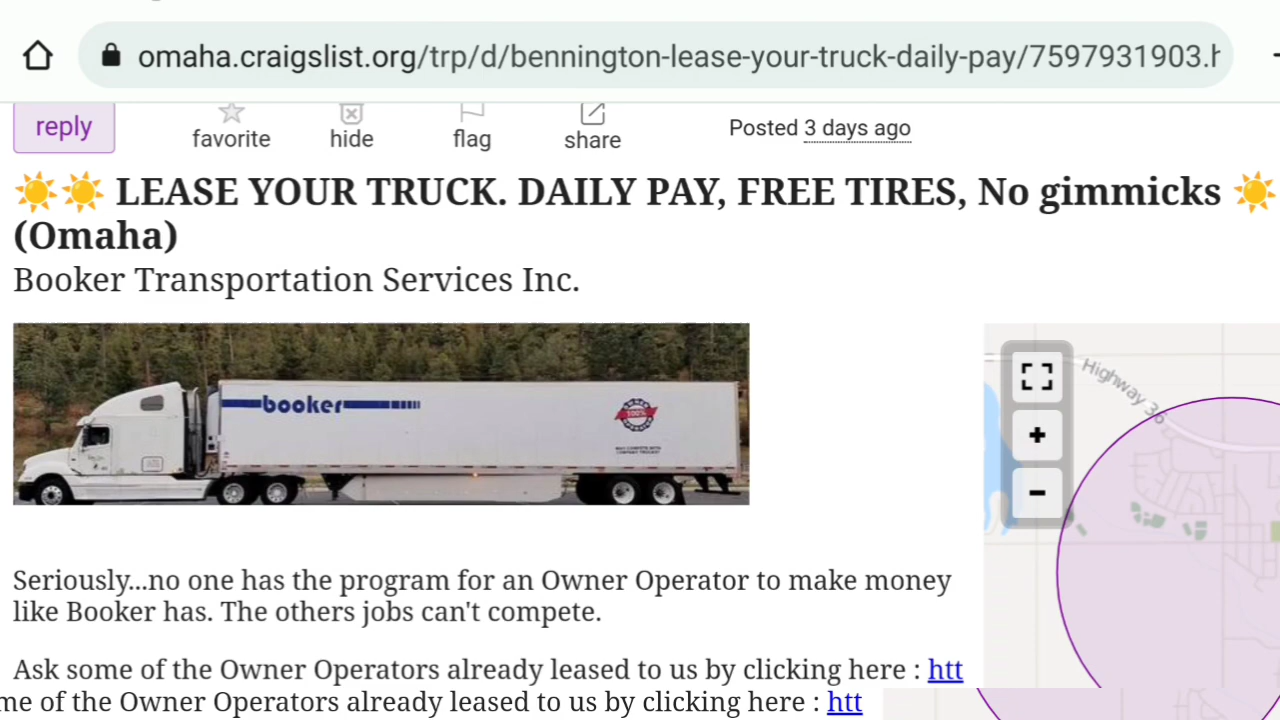 omaha.craigslist.org/trp/d/bennington-lease-your-truck-daily-pay/7597931903.h
reply
favorite
hide
flag
share
Posted 3 days ago
☀️☀️ LEASE YOUR TRUCK. DAILY PAY, FREE TIRES, No gimmicks ☀️
(Omaha)
Booker Transportation Services Inc.
booker
100%
Highway 36
+
−
Seriously...no one has the program for an Owner Operator to make money
like Booker has. The others jobs can't compete.
Ask some of the Owner Operators already leased to us by clicking here : htt
me of the Owner Operators already leased to us by clicking here : htt